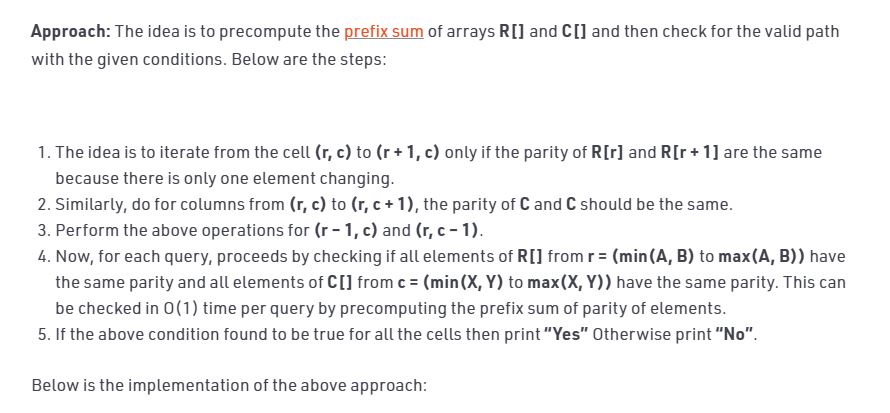 Approach: The idea is to precompute the prefix sum of arrays R[] and C[] and then check for the valid path
with the given conditions. Below are the steps:
1. The idea is to iterate from the cell (r, c) to (r + 1, c) only if the parity of R[r] and R[r + 1] are the same
because there is only one element changing.
2. Similarly, do for columns from (r, c) to (r, c + 1), the parity of C and C should be the same.
3. Perform the above operations for (r – 1, c) and (r, c – 1).
4. Now, for each query, proceeds by checking if all elements of R[] from r = (min(A, B) to max(A, B)) have
the same parity and all elements of C[] from c = (min(X, Y) to max(X, Y)) have the same parity. This can
be checked in O(1) time per query by precomputing the prefix sum of parity of elements.
5. If the above condition found to be true for all the cells then print “Yes” Otherwise print “No”.
Below is the implementation of the above approach: